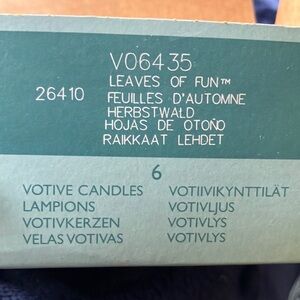 V06435
LEAVES OF FUN™
26410 FEUILLES D'AUTOMNE
HERBSTWALD
HOJAS DE OTOÑO
RAIKKAAT LEHDET
6
VOTIVE CANDLES VOTIIVIKYNTTILÄT
LAMPIONS VOTIVLJUS
VOTIVKERZEN VOTIVLYS
VELAS VOTIVAS VOTIVLYS